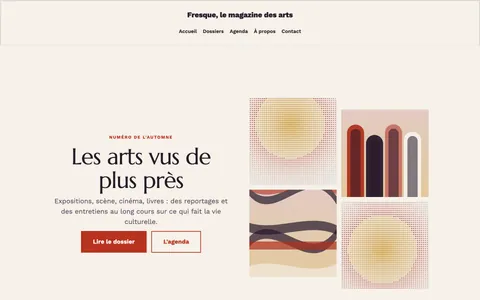 Fresque, le magazine des arts
Accueil Dossiers Agenda À propos Contact
NUMÉRO DE L'AUTOMNE
Les arts vus de
plus près
Expositions, scène, cinéma, livres : des reportages et
des entretiens au long cours sur ce qui fait la vie
culturelle.
Lire le dossier L'agenda